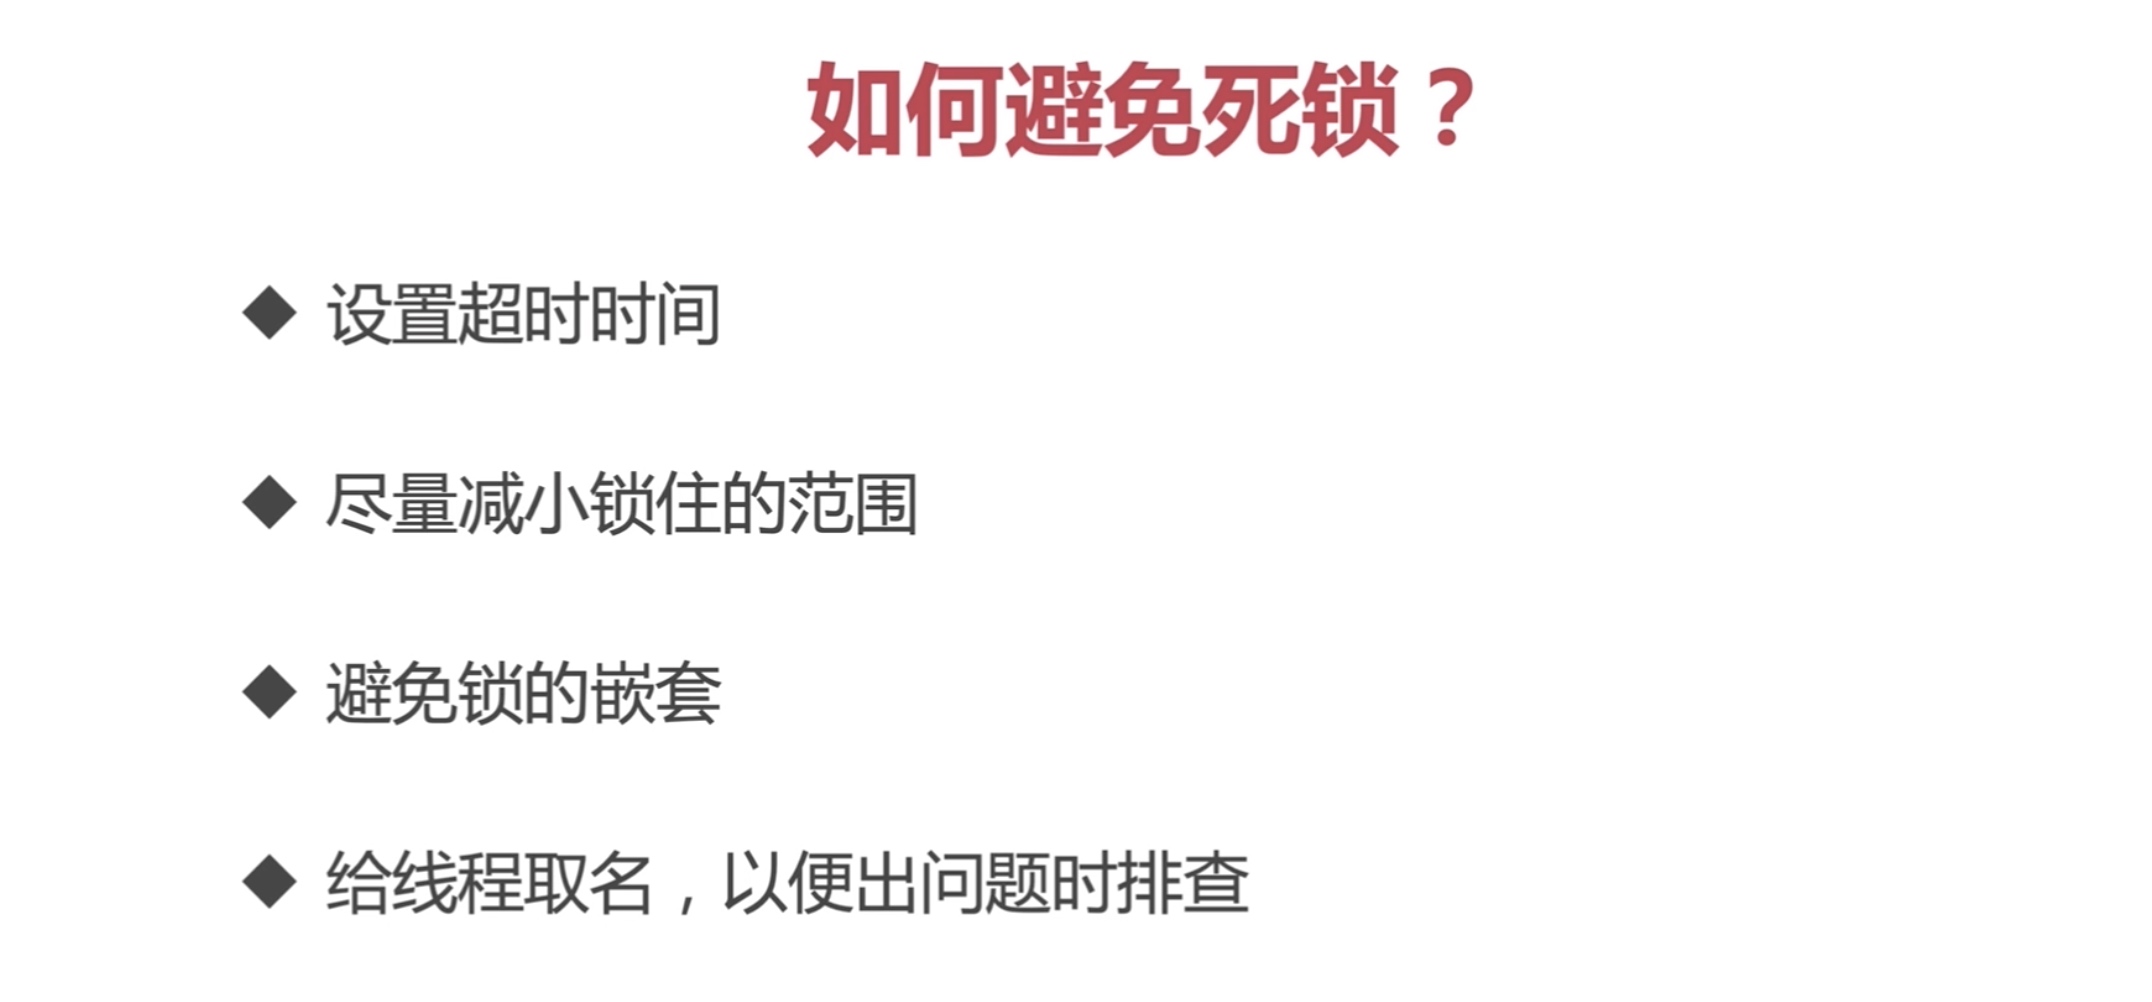 如何避免死锁？
◆ 设置超时时间
◆ 尽量减小锁住的范围
◆ 避免锁的嵌套
◆ 给线程取名，以便出问题时排查